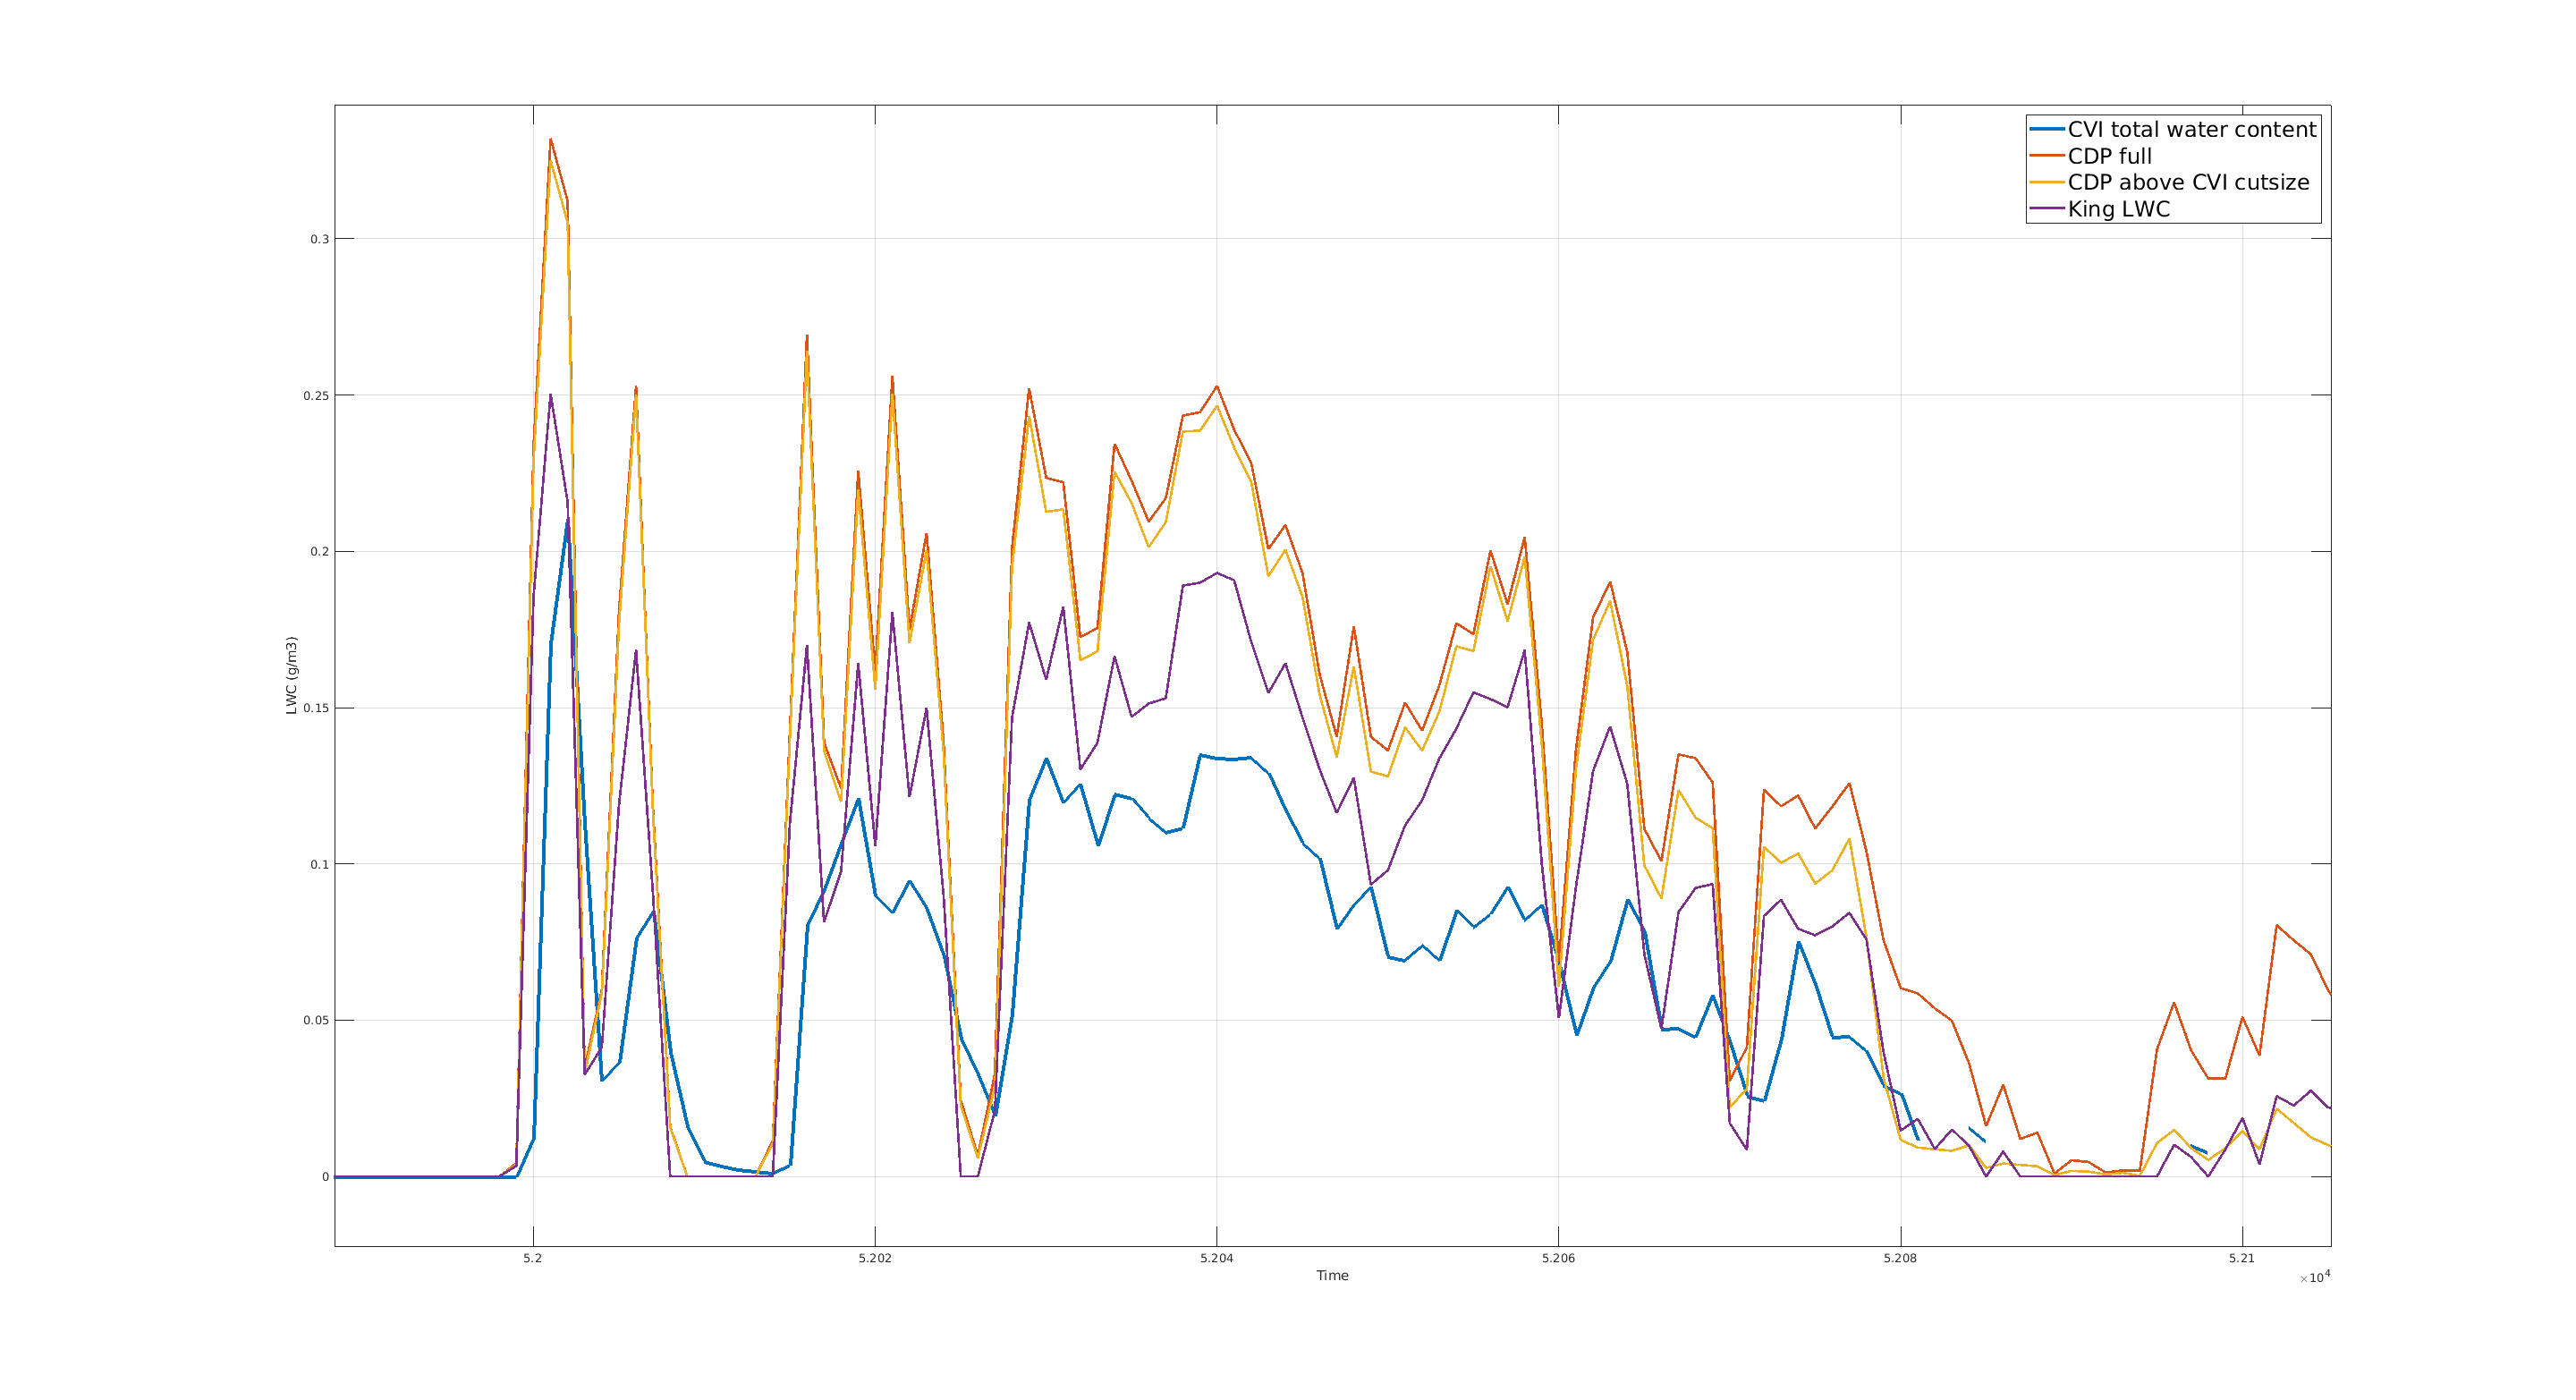 CVI total water content
CDP full
CDP above CVI cutsize
King LWC
0.3
0.25
0.2
0.15
0.1
0.05
0
LWC (g/m3)
5.2 5.202 5.204 5.206 5.208 5.21
Time
×10^4